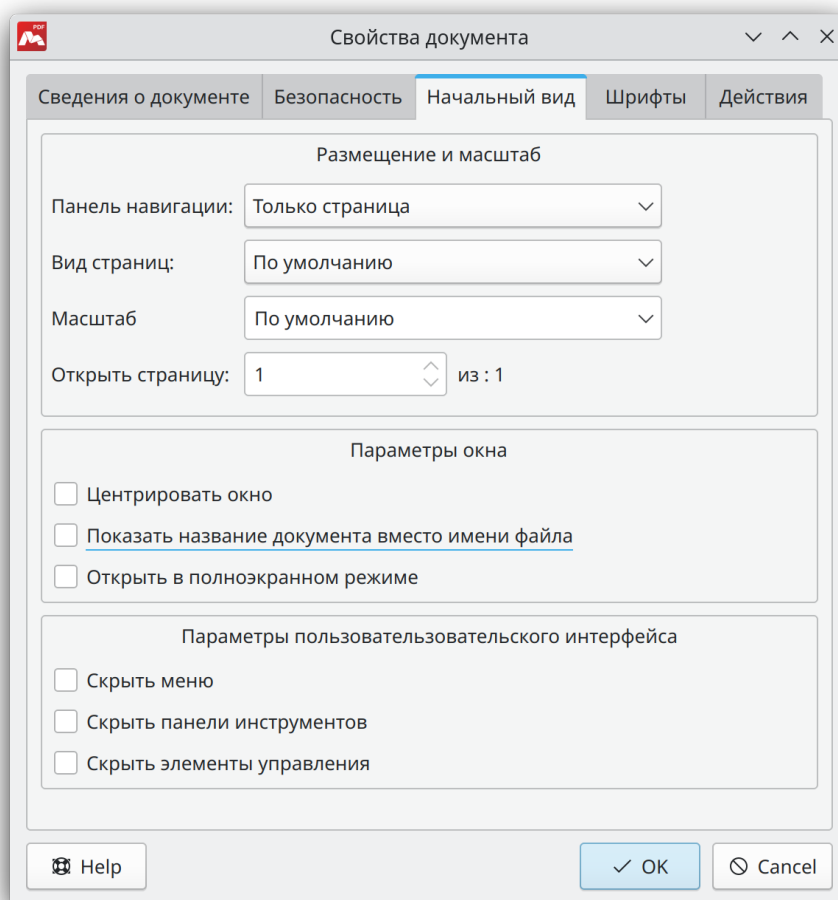 PDF
Свойства документа
Сведения о документе Безопасность Начальный вид Шрифты Действия
Размещение и масштаб
Панель навигации: Только страница
Вид страниц: По умолчанию
Масштаб По умолчанию
Открыть страницу: 1 из : 1
Параметры окна
Центрировать окно
Показать название документа вместо имени файла
Открыть в полноэкранном режиме
Параметры пользовательзовательского интерфейса
Скрыть меню
Скрыть панели инструментов
Скрыть элементы управления
Help OK Cancel